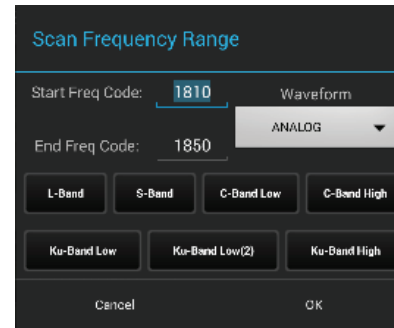 Scan Frequency Range
Start Freq Code: 1810 Waveform
ANALOG
End Freq Code: 1850
L-Band S-Band C-Band Low C-Band High
Ku-Band Low Ku-Band Low(2) Ku-Band High
Cancel OK